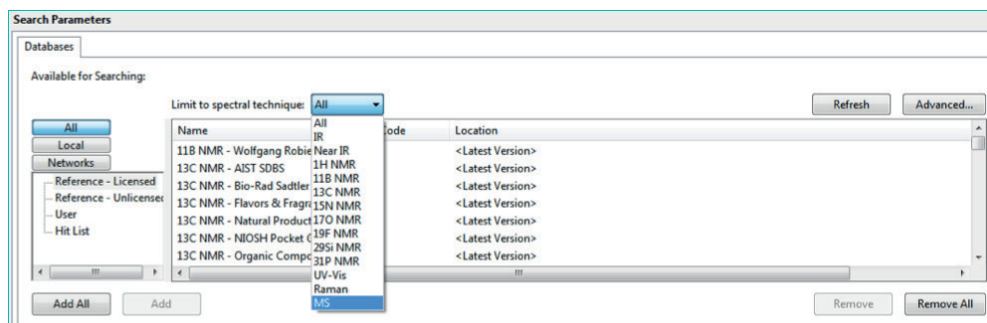 Search Parameters
Databases
Available for Searching:
Limit to spectral technique: All
Refresh
Advanced...
All
Local
Networks
Reference - Licensed
Reference - Unlicensed
User
Hit List
Name
Code
Location
11B NMR - Wolfgang Robie
<Latest Version>
13C NMR - AIST SDBS
<Latest Version>
13C NMR - Bio-Rad Sadtler
<Latest Version>
13C NMR - Flavors & Fragra
<Latest Version>
13C NMR - Natural Product
<Latest Version>
13C NMR - NIOSH Pocket G
<Latest Version>
13C NMR - Organic Compo
<Latest Version>
All
IR
Near IR
1H NMR
11B NMR
13C NMR
15N NMR
17O NMR
19F NMR
29Si NMR
31P NMR
UV-Vis
Raman
MS
Add All
Add
Remove
Remove All